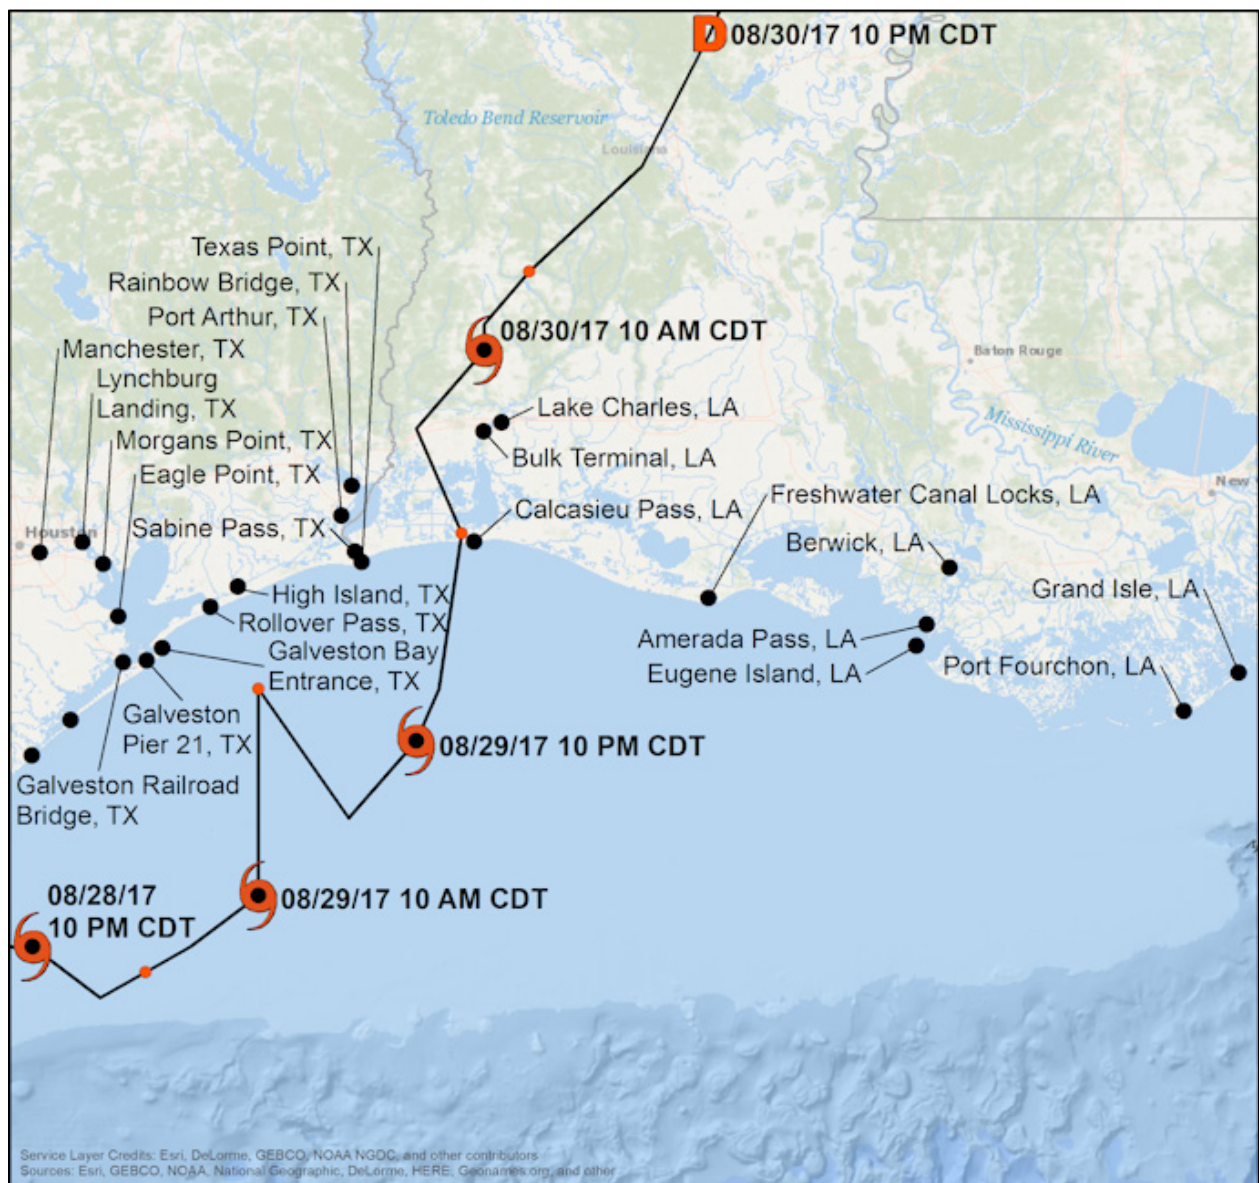 D 08/30/17 10 PM CDT
Toledo Bend Reservoir
Louisiana
Texas Point, TX
Rainbow Bridge, TX
Port Arthur, TX
08/30/17 10 AM CDT
Manchester, TX
Baton Rouge
Lynchburg
Landing, TX
Lake Charles, LA
Mississippi River
Morgans Point, TX
Bulk Terminal, LA
Eagle Point, TX
New
Freshwater Canal Locks, LA
Calcasieu Pass, LA
Sabine Pass, TX
Houston
Berwick, LA
Grand Isle, LA
High Island, TX
Rollover Pass, TX
Amerada Pass, LA
Galveston Bay
Entrance, TX
Eugene Island, LA
Port Fourchon, LA
Galveston
Pier 21, TX
08/29/17 10 PM CDT
Galveston Railroad
Bridge, TX
08/28/17
10 PM CDT
08/29/17 10 AM CDT
Service Layer Credits: Esri, DeLorme, GEBCO, NOAA NGDC, and other contributors
Sources: Esri, GEBCO, NOAA, National Geographic, DeLorme, HERE, Geonames.org, and other